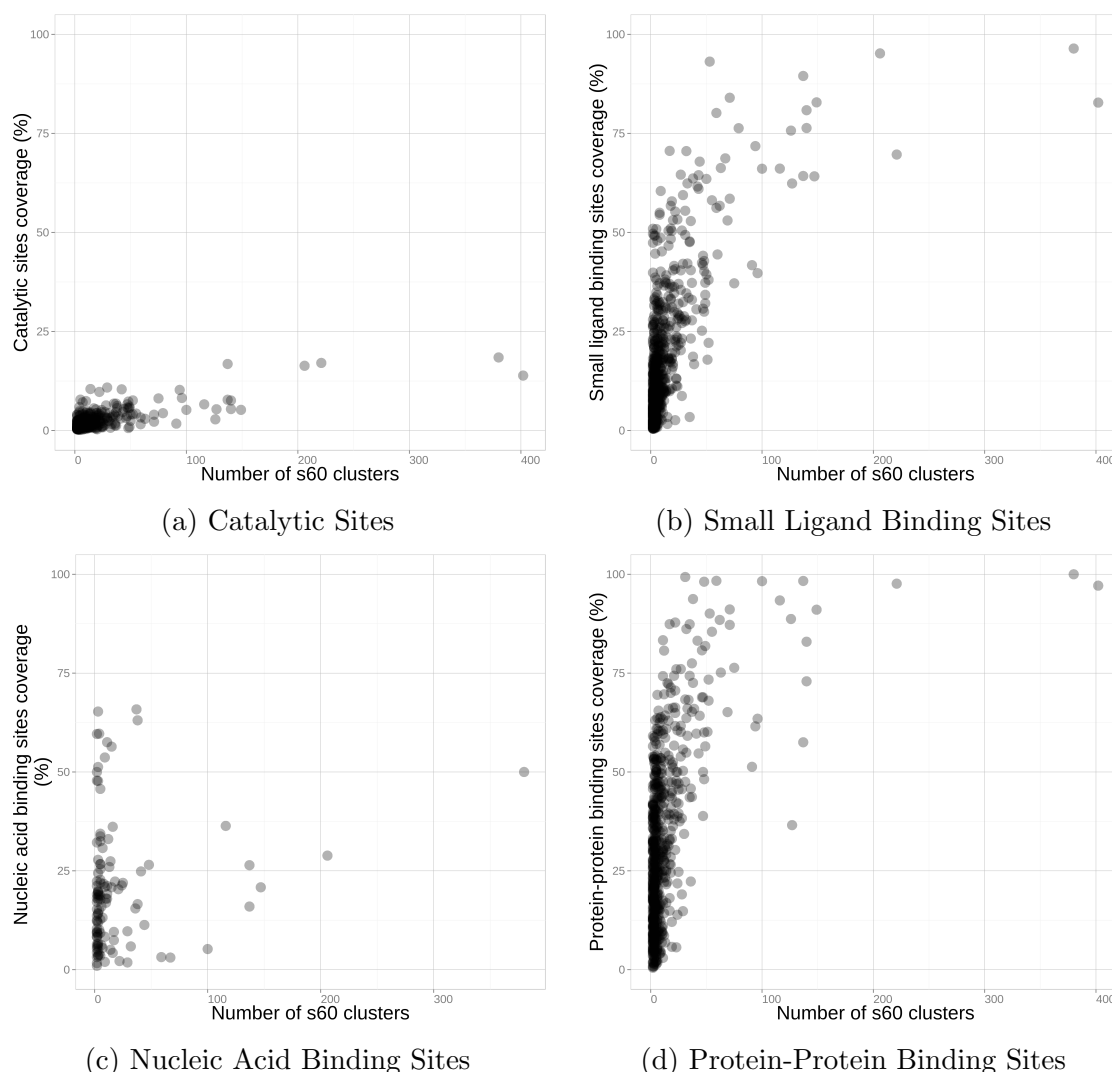 100
75
50
25
0
Catalytic sites coverage (%)
0 100 200 300 400
Number of s60 clusters
(a) Catalytic Sites
100
75
50
25
0
Small ligand binding sites coverage (%)
0 100 200 300 400
Number of s60 clusters
(b) Small Ligand Binding Sites
100
75
50
25
0
Nucleic acid binding sites coverage
(%)
0 100 200 300
Number of s60 clusters
(c) Nucleic Acid Binding Sites
100
75
50
25
0
Protein-protein binding sites coverage (%)
0 100 200 300 400
Number of s60 clusters
(d) Protein-Protein Binding Sites